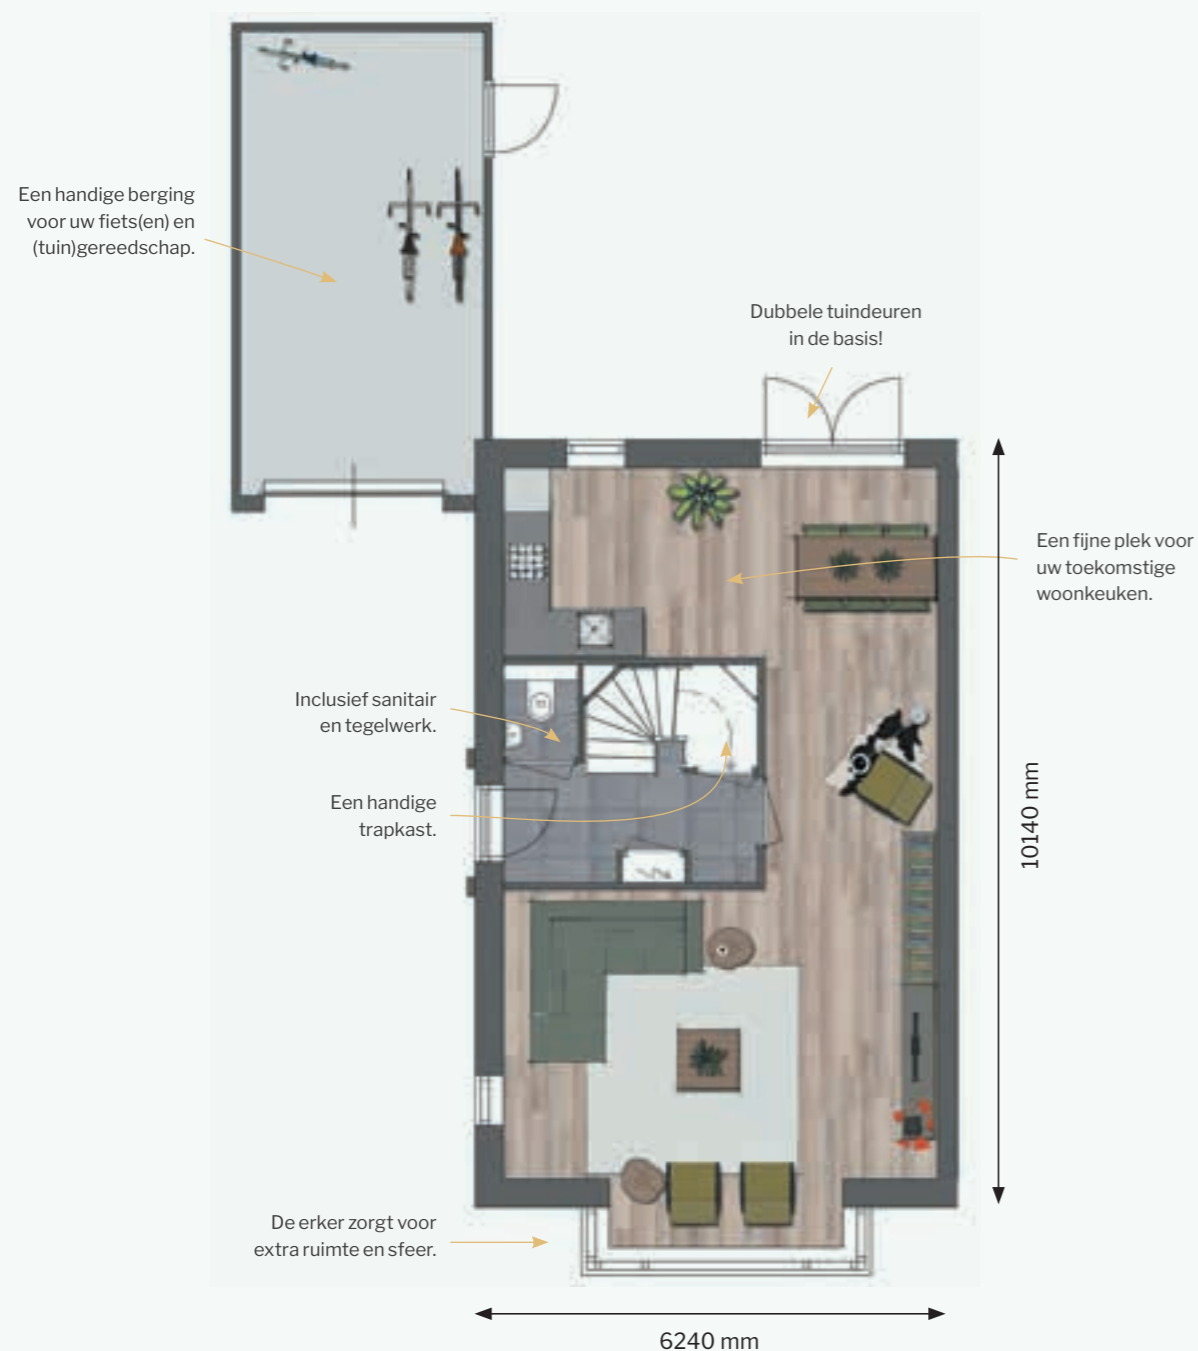 Een handige berging
voor uw fiets(en) en
(tuin)gereedschap.
Dubbele tuindeuren
in de basis!
Een fijne plek voor
uw toekomstige
woonkeuken.
Inclusief sanitair
en tegelwerk.
Een handige
trapkast.
10140 mm
De erker zorgt voor
extra ruimte en sfeer.
6240 mm